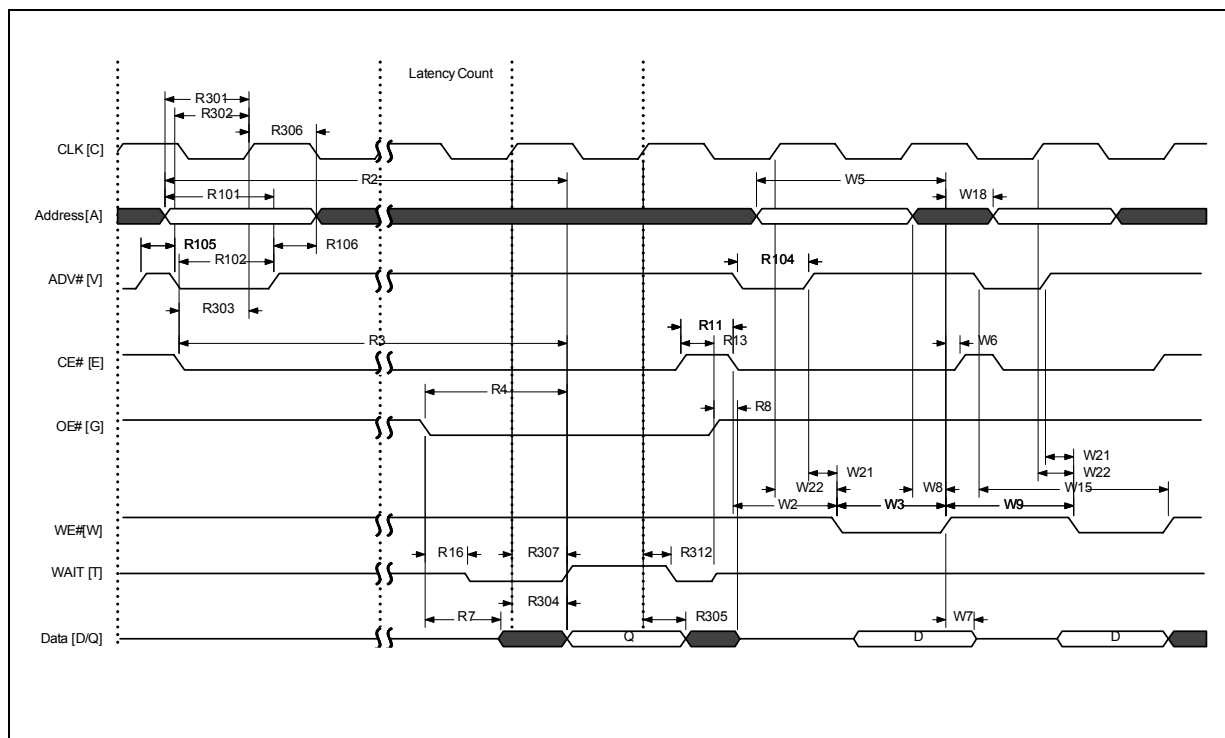 Latency Count
R301
R302
R306
CLK [C]
R2
W5
R101
W18
Address [A]
R105
R106
R102
R104
ADV# [V]
R303
R11
R3
R13
W6
CE# [E]
R4
R8
OE# [G]
W21
W21
W22
W22
W8
W15
W2
W3
W9
WE# [W]
R16
R307
R312
WAIT [T]
R304
R7
R305
W7
Data [D/Q]
Q
D
D